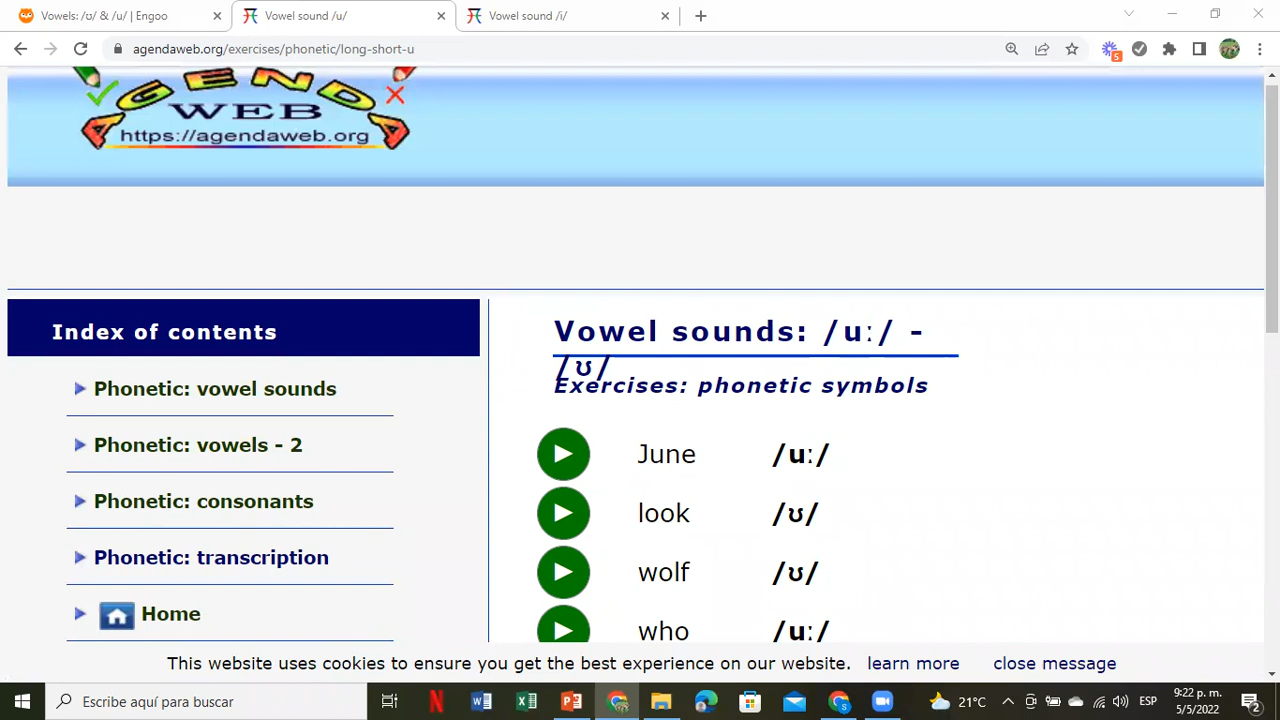 Vowels: /ʊ/ & /u/ | Engoo
Vowel sound /u/
Vowel sound /i/
agendaweb.org/exercises/phonetic/long-short-u
5
AGENDA
WEB
https://agendaweb.org
Index of contents
Phonetic: vowel sounds
Phonetic: vowels - 2
Phonetic: consonants
Phonetic: transcription
Home
Vowel sounds: /uː/ -
/ʊ/
Exercises: phonetic symbols
June /uː/
look /ʊ/
wolf /ʊ/
who /uː/
This website uses cookies to ensure you get the best experience on our website. learn more close message
Escribe aquí para buscar
21°C
ESP
9:22 p. m.
5/5/2022
2